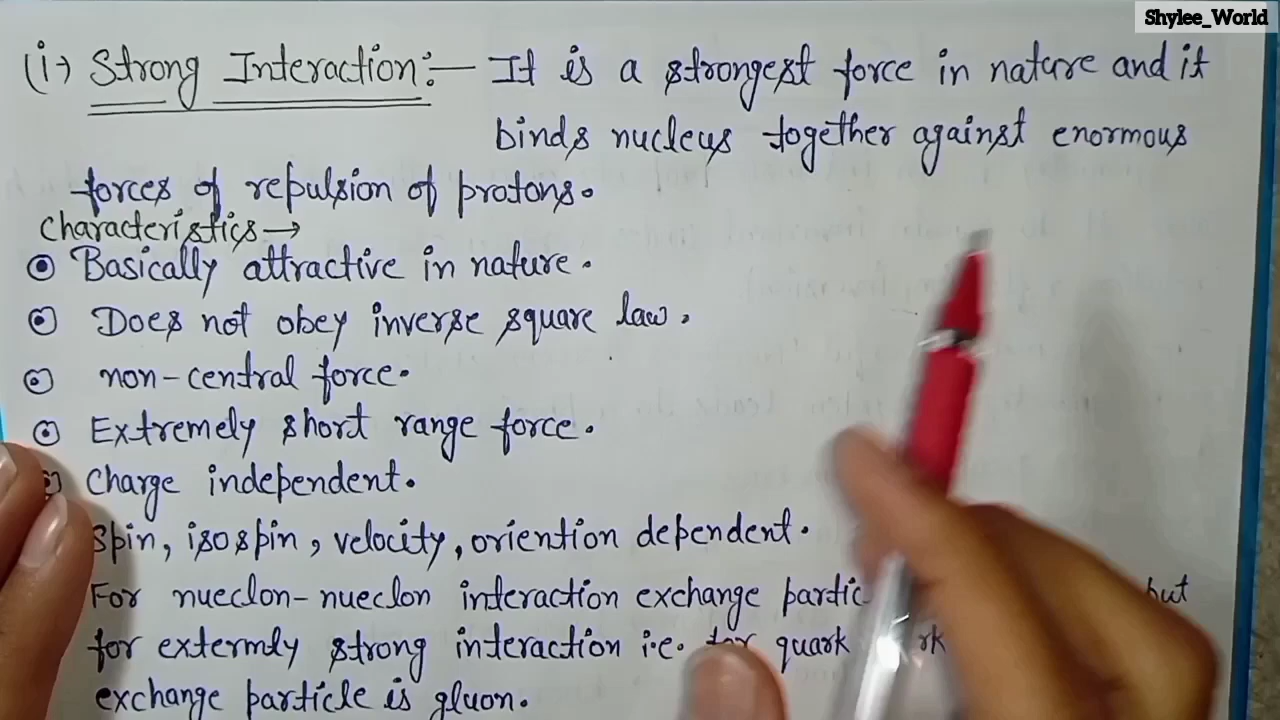 Shylee_World
(i) Strong Interaction:— It is a strongest force in nature and it
binds nucleus together against enormous
forces of repulsion of protons.
Characteristics→
Basically attractive in nature.
Does not obey inverse square law.
non-central force.
Extremely short range force.
Charge independent.
Spin, isospin, velocity, oriention dependent.
For nueclon-nueclon interaction exchange but
for extermly strong interaction i.e. for quark
exchange particle is gluon.